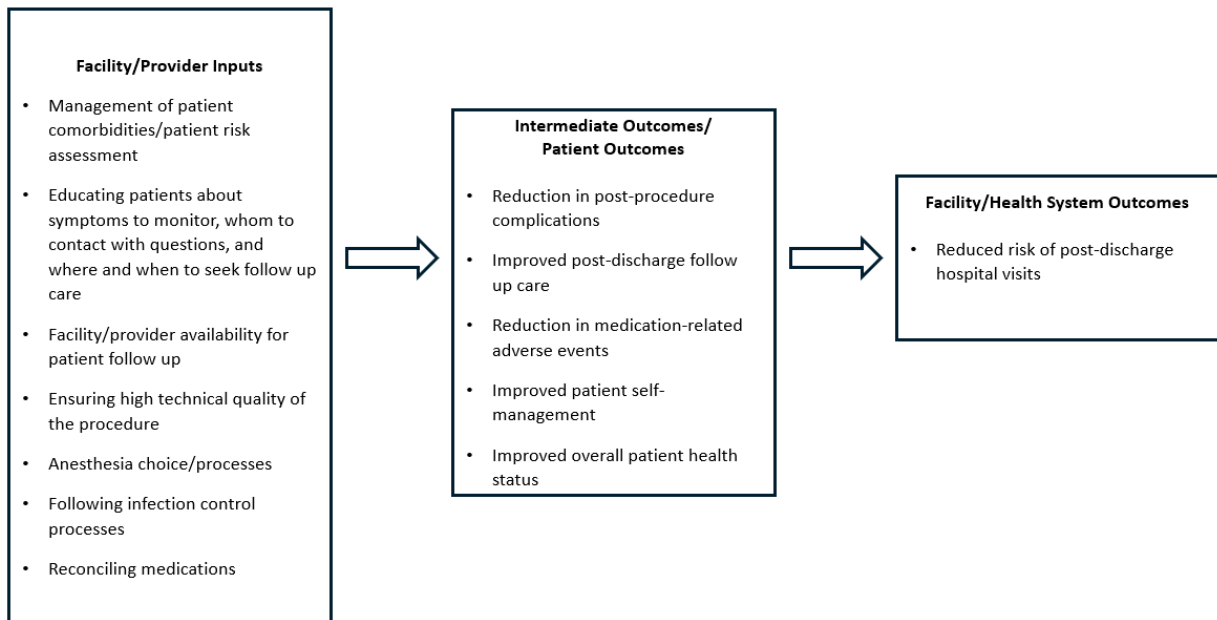 Facility/Provider Inputs
• Management of patient
comorbidities/patient risk
assessment
• Educating patients about
symptoms to monitor, whom to
contact with questions, and
where and when to seek follow up
care
• Facility/provider availability for
patient follow up
• Ensuring high technical quality of
the procedure
• Anesthesia choice/processes
• Following infection control
processes
• Reconciling medications
Intermediate Outcomes/
Patient Outcomes
• Reduction in post-procedure
complications
• Improved post-discharge follow
up care
• Reduction in medication-related
adverse events
• Improved patient self-
management
• Improved overall patient health
status
Facility/Health System Outcomes
• Reduced risk of post-discharge
hospital visits